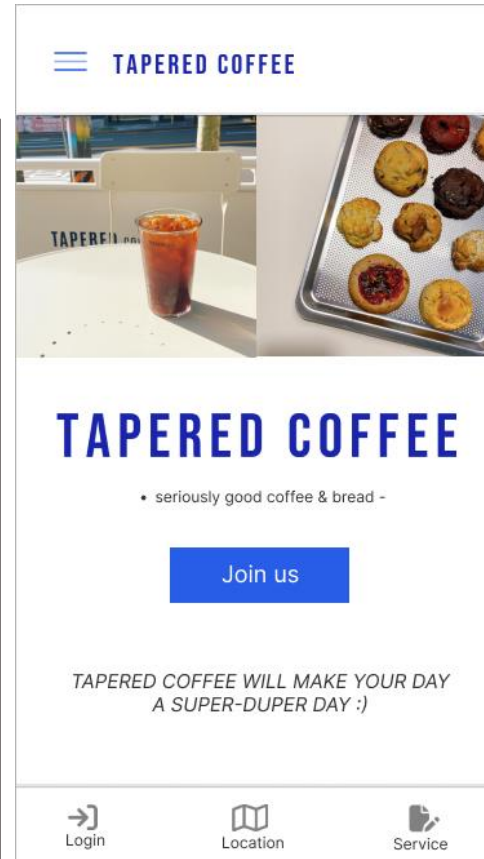 TAPERED COFFEE
TAPERED
TAPERED COFFEE
• seriously good coffee & bread -
Join us
TAPERED COFFEE WILL MAKE YOUR DAY
A SUPER-DUPER DAY :)
Login
Location
Service